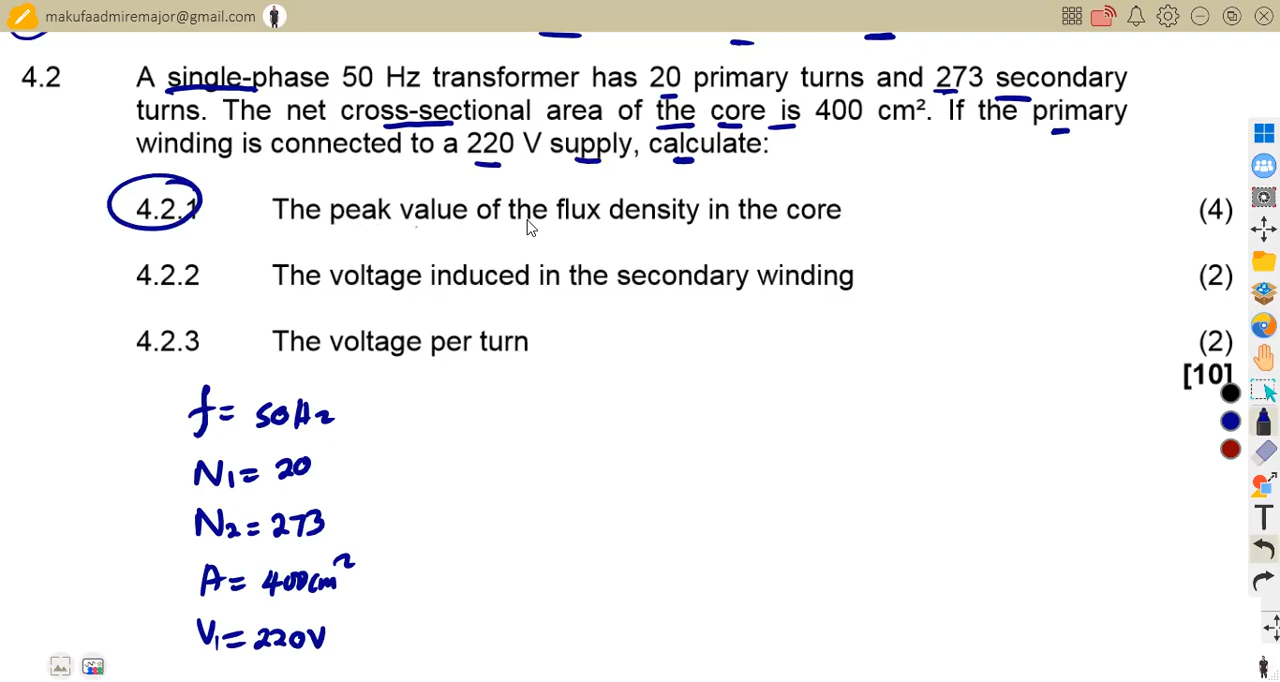 makufaadmiremajor@gmail.com
4.2 A single-phase 50 Hz transformer has 20 primary turns and 273 secondary
turns. The net cross-sectional area of the core is 400 cm². If the primary
winding is connected to a 220 V supply, calculate:
4.2.1 The peak value of the flux density in the core (4)
4.2.2 The voltage induced in the secondary winding (2)
4.2.3 The voltage per turn (2)
[10]
f = 50Hz
N₁ = 20
N₂ = 273
A = 400cm²
V₁ = 220V